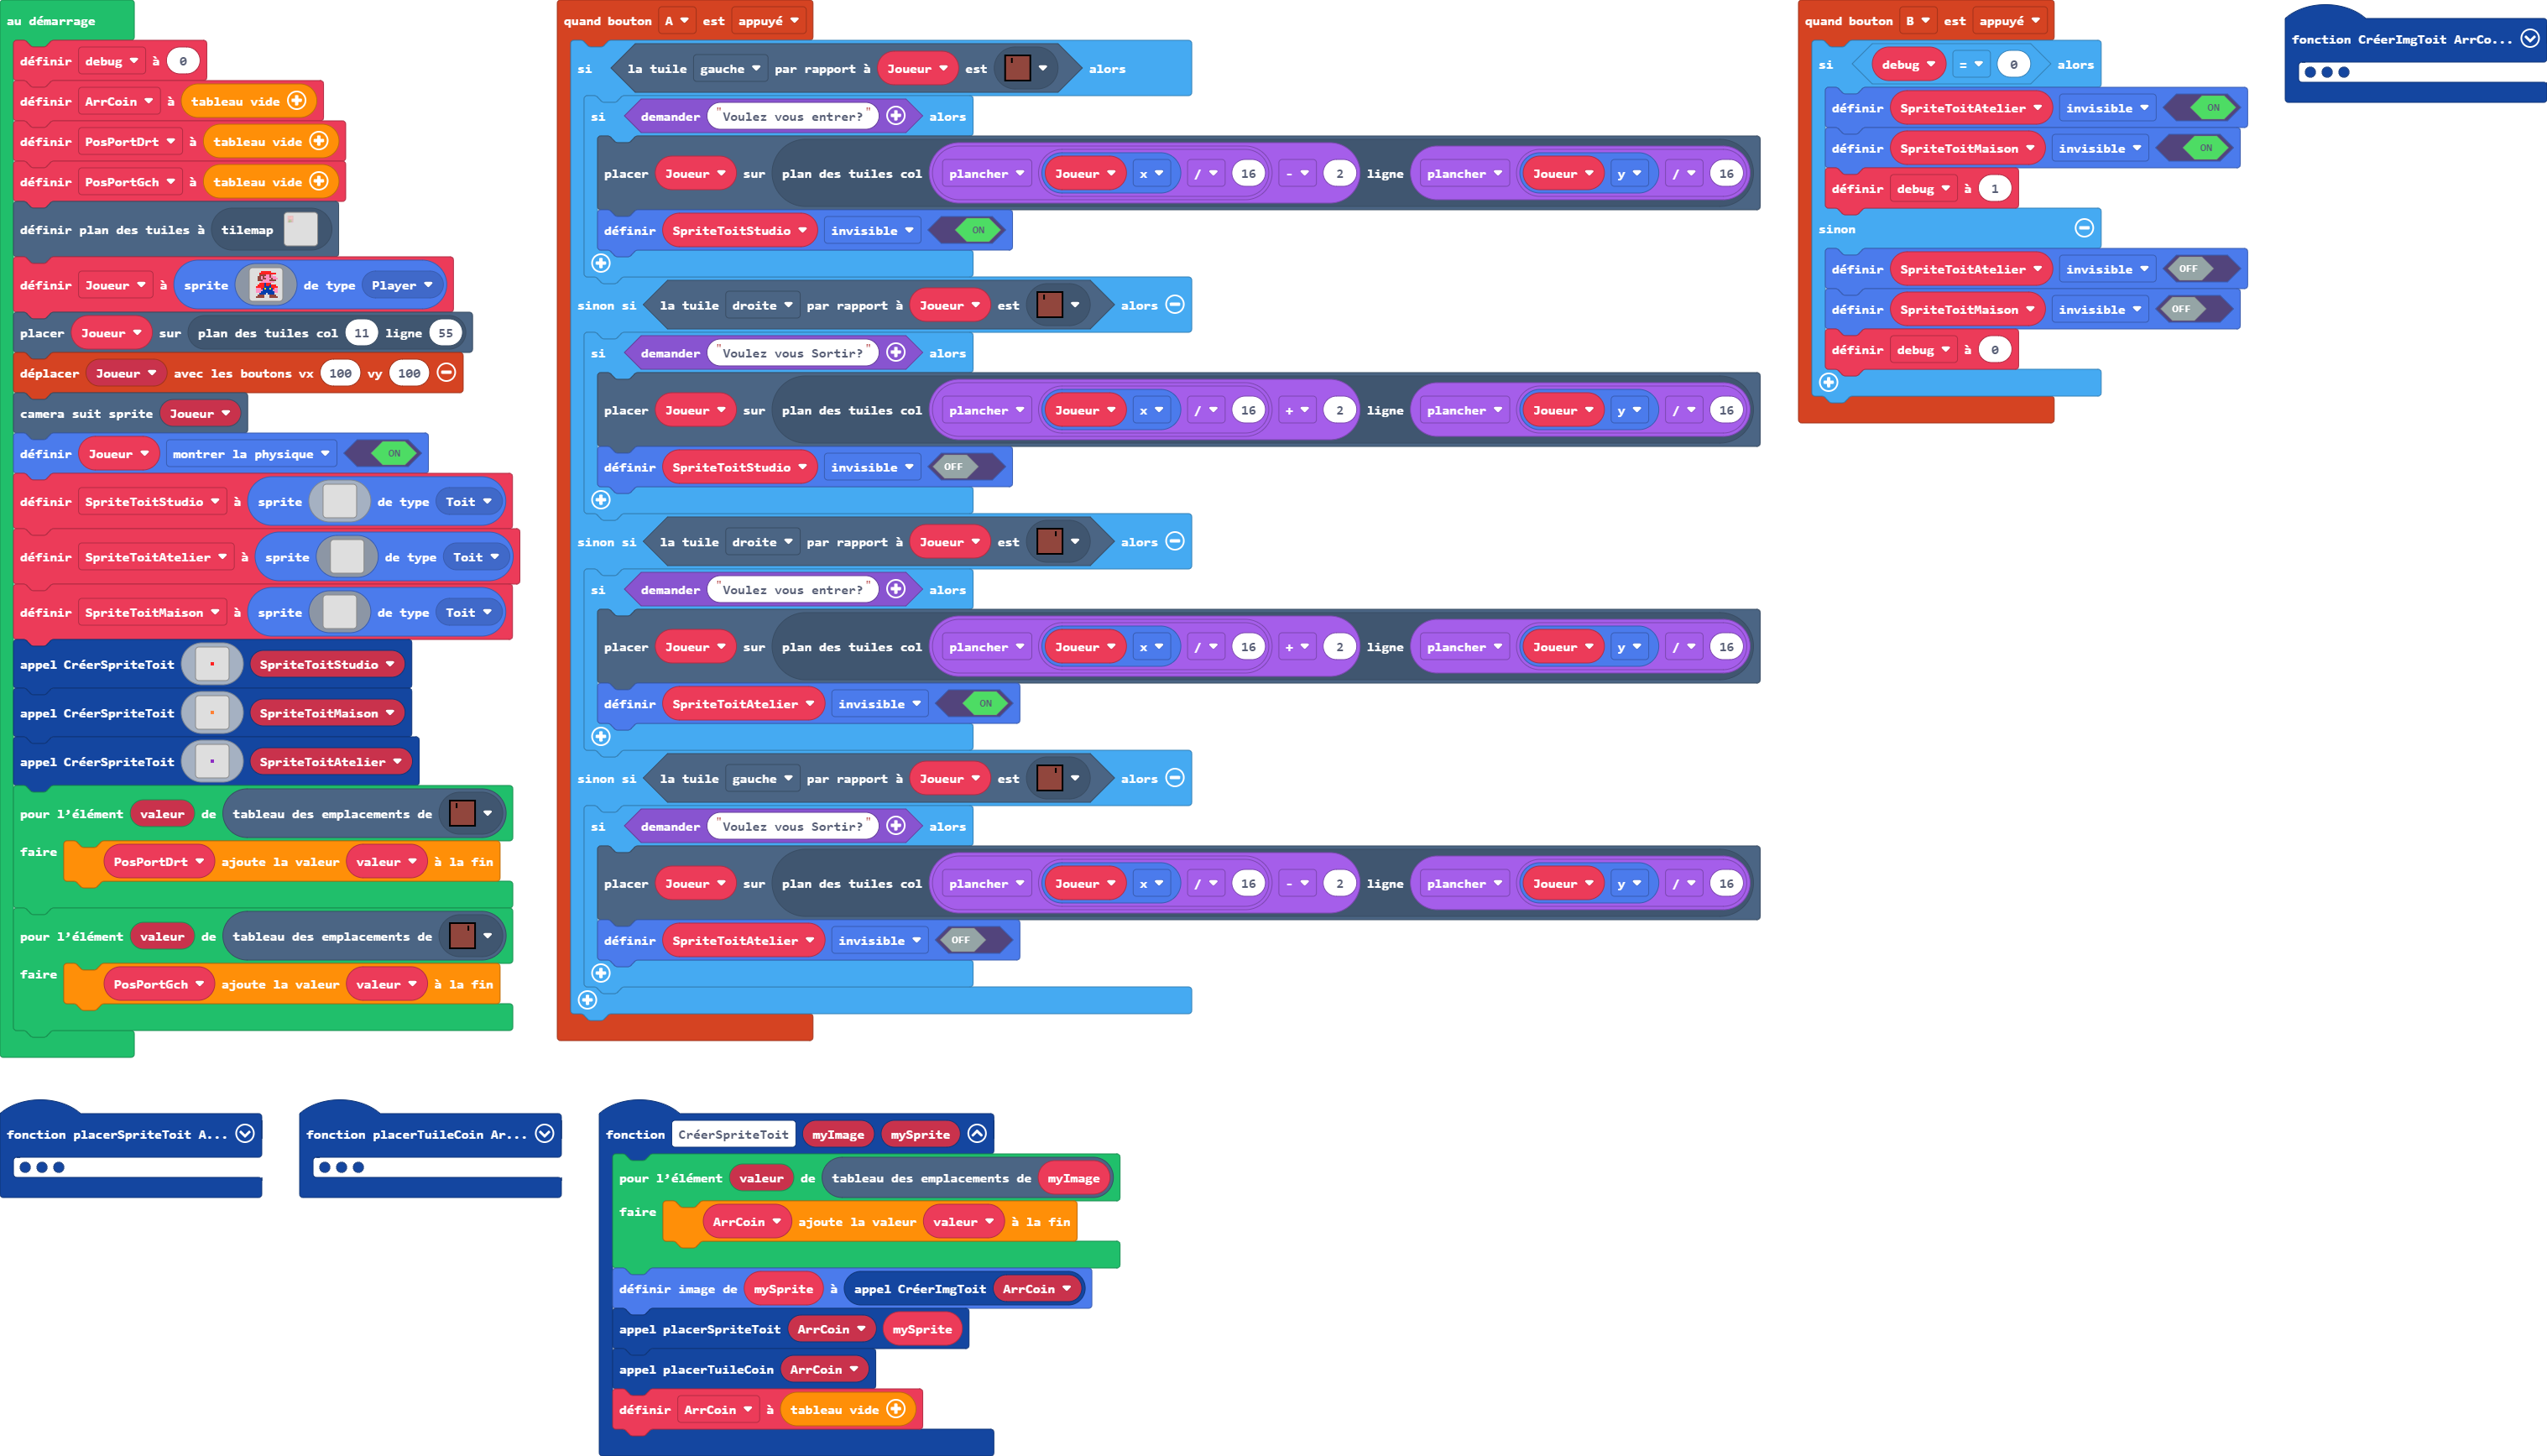 au démarrage
définir debug à 0
définir ArrCoin à tableau vide
définir PosPortDrt à tableau vide
définir PosPortGch à tableau vide
définir plan des tuiles à tilemap
définir Joueur à sprite de type Player
placer Joueur sur plan des tuiles col 11 ligne 55
déplacer Joueur avec les boutons vx 100 vy 100
camera suit sprite Joueur
définir Joueur montrer la physique ON
définir SpriteToitStudio à sprite de type Toit
définir SpriteToitAtelier à sprite de type Toit
définir SpriteToitMaison à sprite de type Toit
appel CréerSpriteToit SpriteToitStudio
appel CréerSpriteToit SpriteToitMaison
appel CréerSpriteToit SpriteToitAtelier
pour l'élément valeur de tableau des emplacements de
faire PosPortDrt ajoute la valeur valeur à la fin
pour l'élément valeur de tableau des emplacements de
faire PosPortGch ajoute la valeur valeur à la fin
quand bouton A est appuyé
si la tuile gauche par rapport à Joueur est alors
si demander "Voulez vous entrer?" alors
placer Joueur sur plan des tuiles col plancher Joueur x / 16 - 2 ligne plancher Joueur y / 16
définir SpriteToitStudio invisible ON
sinon si la tuile droite par rapport à Joueur est alors
si demander "Voulez vous Sortir?" alors
placer Joueur sur plan des tuiles col plancher Joueur x / 16 + 2 ligne plancher Joueur y / 16
définir SpriteToitStudio invisible OFF
sinon si la tuile droite par rapport à Joueur est alors
si demander "Voulez vous entrer?" alors
placer Joueur sur plan des tuiles col plancher Joueur x / 16 + 2 ligne plancher Joueur y / 16
définir SpriteToitAtelier invisible ON
sinon si la tuile gauche par rapport à Joueur est alors
si demander "Voulez vous Sortir?" alors
placer Joueur sur plan des tuiles col plancher Joueur x / 16 - 2 ligne plancher Joueur y / 16
définir SpriteToitAtelier invisible OFF
quand bouton B est appuyé
si debug = 0 alors
définir SpriteToitAtelier invisible ON
définir SpriteToitMaison invisible ON
définir debug à 1
sinon
définir SpriteToitAtelier invisible OFF
définir SpriteToitMaison invisible OFF
définir debug à 0
fonction CréerImgToit ArrCo...
fonction placerSpriteToit A...
fonction placerTuileCoin Ar...
fonction CréerSpriteToit myImage mySprite
pour l'élément valeur de tableau des emplacements de myImage
faire ArrCoin ajoute la valeur valeur à la fin
définir image de mySprite à appel CréerImgToit ArrCoin
appel placerSpriteToit ArrCoin mySprite
appel placerTuileCoin ArrCoin
définir ArrCoin à tableau vide